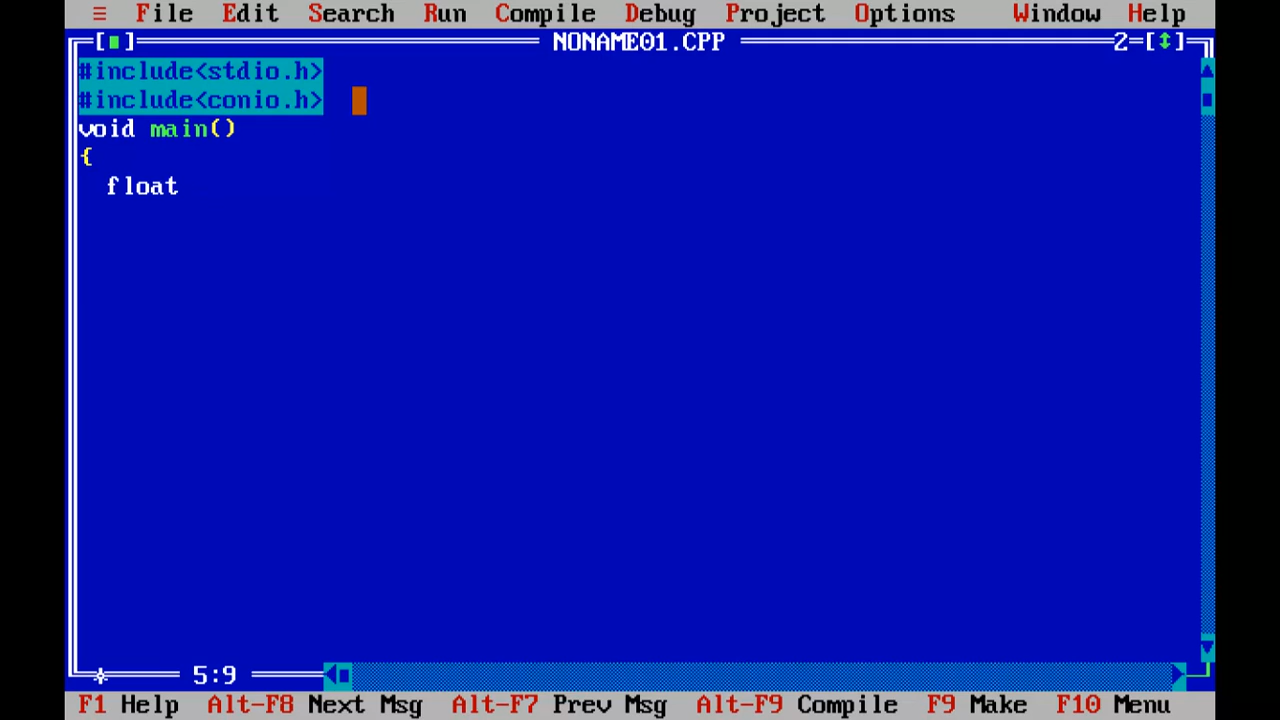 ≡ File Edit Search Run Compile Debug Project Options Window Help
[■] NONAME01.CPP 2=[↕]
#include<stdio.h>
#include<conio.h>
void main()
{
float
5:9
F1 Help Alt-F8 Next Msg Alt-F7 Prev Msg Alt-F9 Compile F9 Make F10 Menu